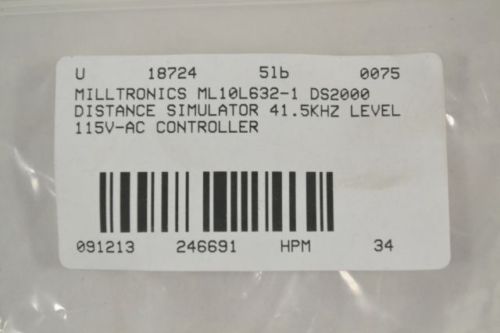 U 18724 5lb 0075
MILLTRONICS ML10L632-1 DS2000
DISTANCE SIMULATOR 41.5KHZ LEVEL
115V-AC CONTROLLER
091213 246691 HPM 34